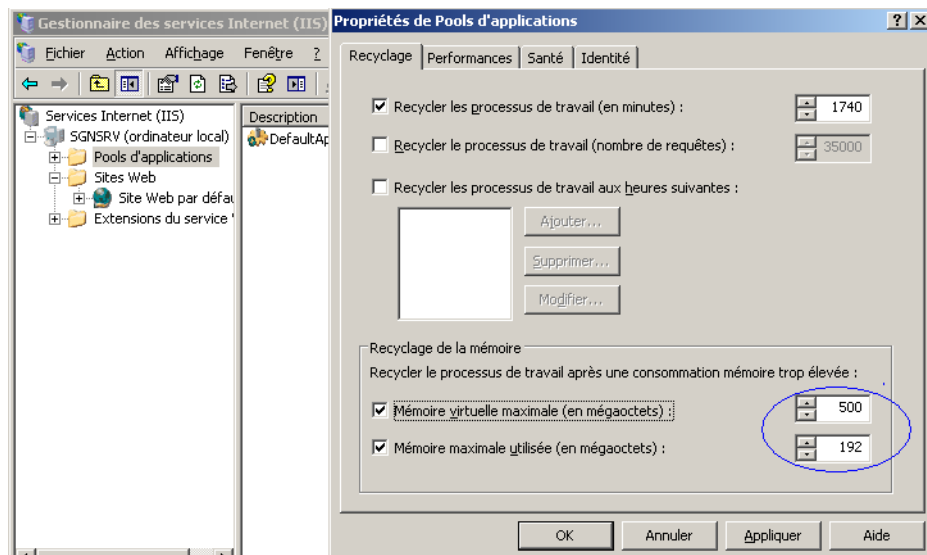 Gestionnaire des services Internet (IIS)
Fichier Action Affichage Fenêtre ?
Services Internet (IIS)
SGNSRV (ordinateur local)
Pools d'applications
Sites Web
Site Web par défau
Extensions du service
Description
DefaultAp
Propriétés de Pools d'applications
Recyclage Performances Santé Identité
Recycler les processus de travail (en minutes) : 1740
Recycler le processus de travail (nombre de requêtes) : 35000
Recycler les processus de travail aux heures suivantes :
Ajouter...
Supprimer...
Modifier...
Recyclage de la mémoire
Recycler le processus de travail après une consommation mémoire trop élevée :
Mémoire virtuelle maximale (en mégaoctets) : 500
Mémoire maximale utilisée (en mégaoctets) : 192
OK Annuler Appliquer Aide